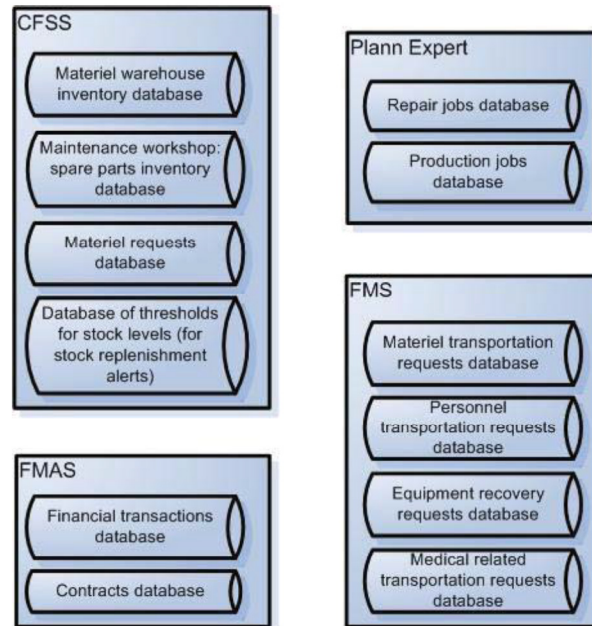 CFSS
Materiel warehouse
inventory database
Maintenance workshop:
spare parts inventory
database
Materiel requests
database
Database of thresholds
for stock levels (for
stock replenishment
alerts)
FMAS
Financial transactions
database
Contracts database
Plann Expert
Repair jobs database
Production jobs
database
FMS
Materiel transportation
requests database
Personnel
transportation requests
database
Equipment recovery
requests database
Medical related
transportation requests
database